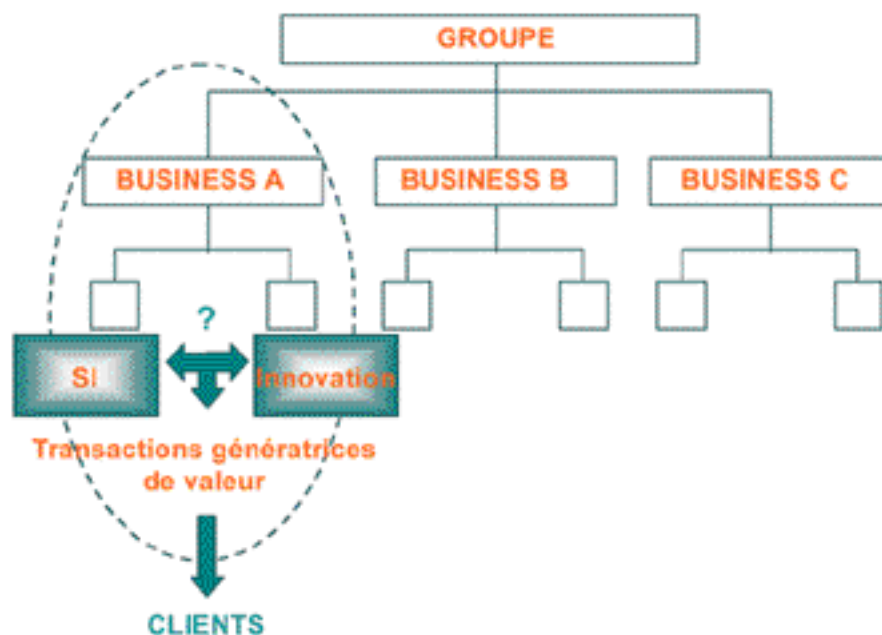 GROUPE
BUSINESS A
BUSINESS B
BUSINESS C
?
SI
Innovation
Transactions génératrices
de valeur
CLIENTS